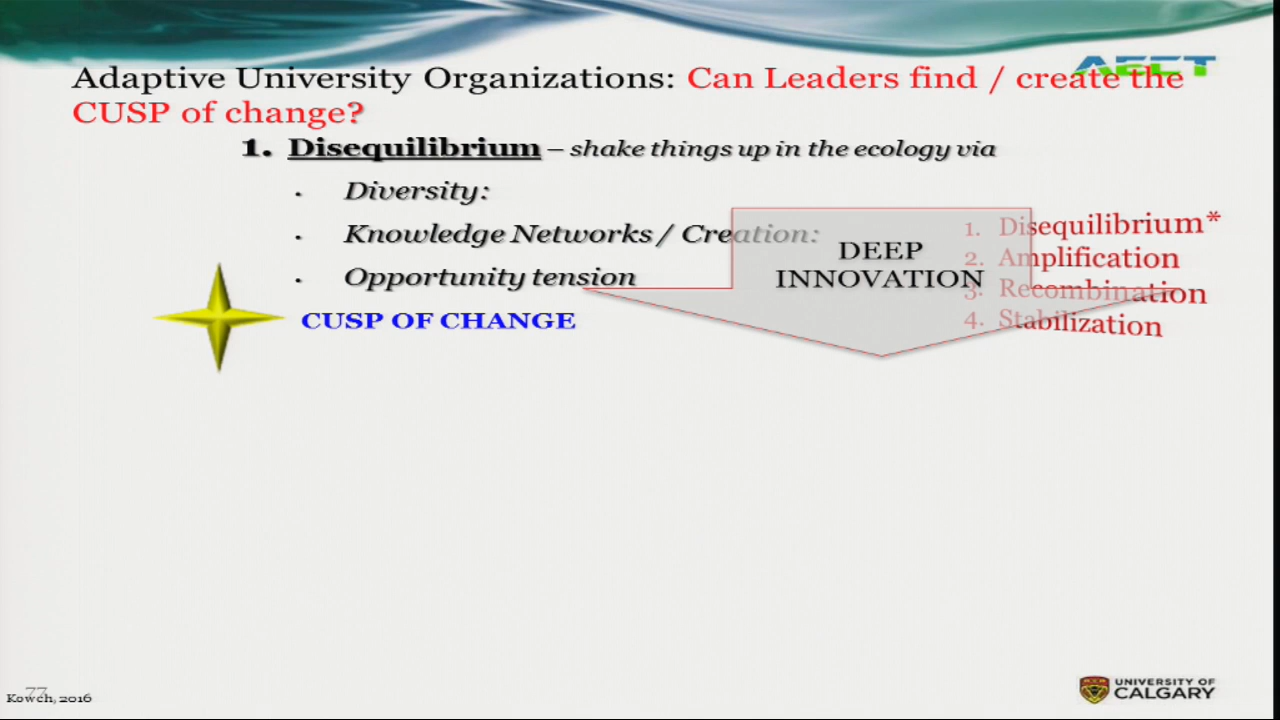 AECT
Adaptive University Organizations: Can Leaders find / create the
CUSP of change?
1. Disequilibrium – shake things up in the ecology via
• Diversity:
• Knowledge Networks / Creation:
• Opportunity tension
CUSP OF CHANGE
DEEP
INNOVATION
1. Disequilibrium*
2. Amplification
3. Recombination
4. Stabilization
77
Kowch, 2016
UNIVERSITY OF
CALGARY